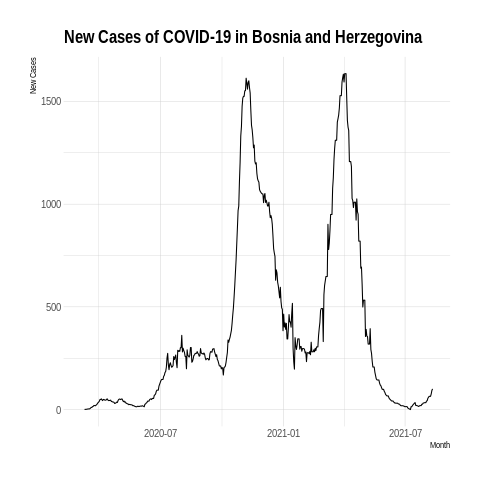 New Cases of COVID-19 in Bosnia and Herzegovina
New Cases
1500
1000
500
0
2020-07
2021-01
2021-07
Month